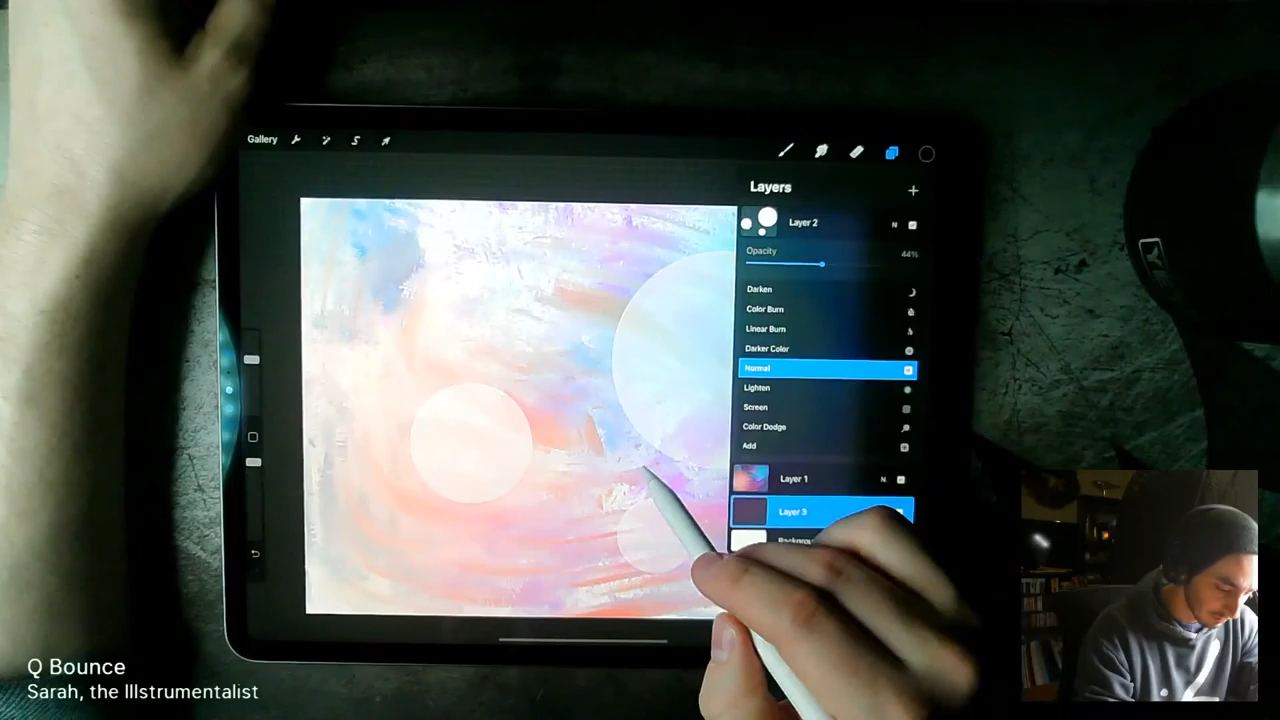 Gallery
S
Layers
+
Layer 2
N
Opacity
44%
Darken
Color Burn
Linear Burn
Darker Color
Normal
Lighten
Screen
Color Dodge
Add
Layer 1
N
Layer 3
Q Bounce
Sarah, the Illstrumentalist